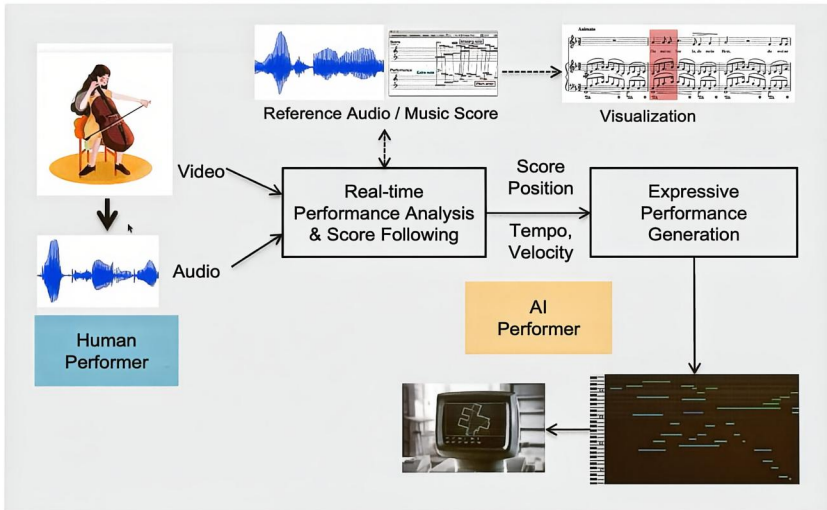 Reference Audio / Music Score
Animato
Visualization
Video
Real-time
Performance Analysis
& Score Following
Score
Position
Tempo,
Velocity
Expressive
Performance
Generation
Audio
Human
Performer
AI
Performer